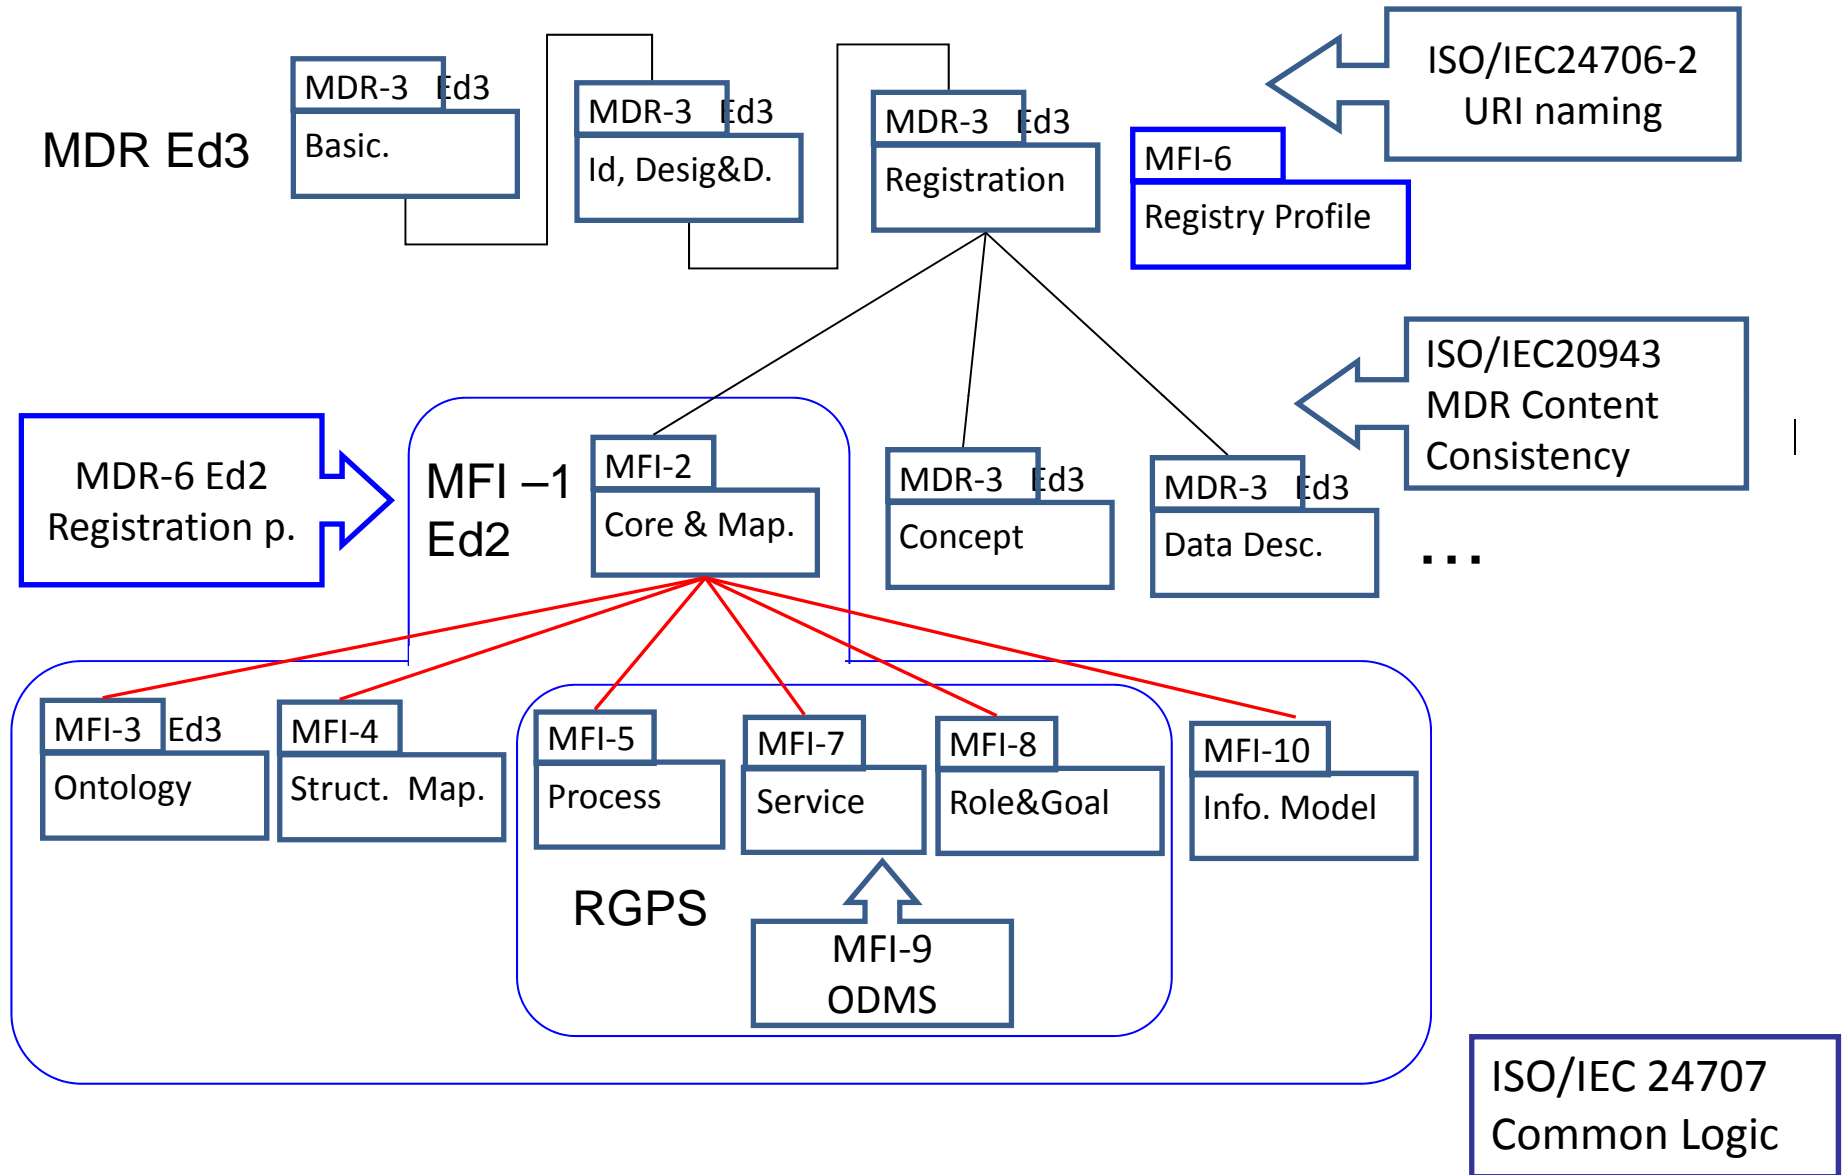 MDR Ed3
MDR-3 Ed3
Basic.
MDR-3 Ed3
Id, Desig&D.
MDR-3 Ed3
Registration
MFI-6
Registry Profile
ISO/IEC24706-2
URI naming
MDR-6 Ed2
Registration p.
MFI –1
Ed2
MFI-2
Core & Map.
MDR-3 Ed3
Concept
MDR-3 Ed3
Data Desc.
...
ISO/IEC20943
MDR Content
Consistency
MFI-3 Ed3
Ontology
MFI-4
Struct. Map.
MFI-5
Process
MFI-7
Service
MFI-8
Role&Goal
MFI-10
Info. Model
RGPS
MFI-9
ODMS
ISO/IEC 24707
Common Logic